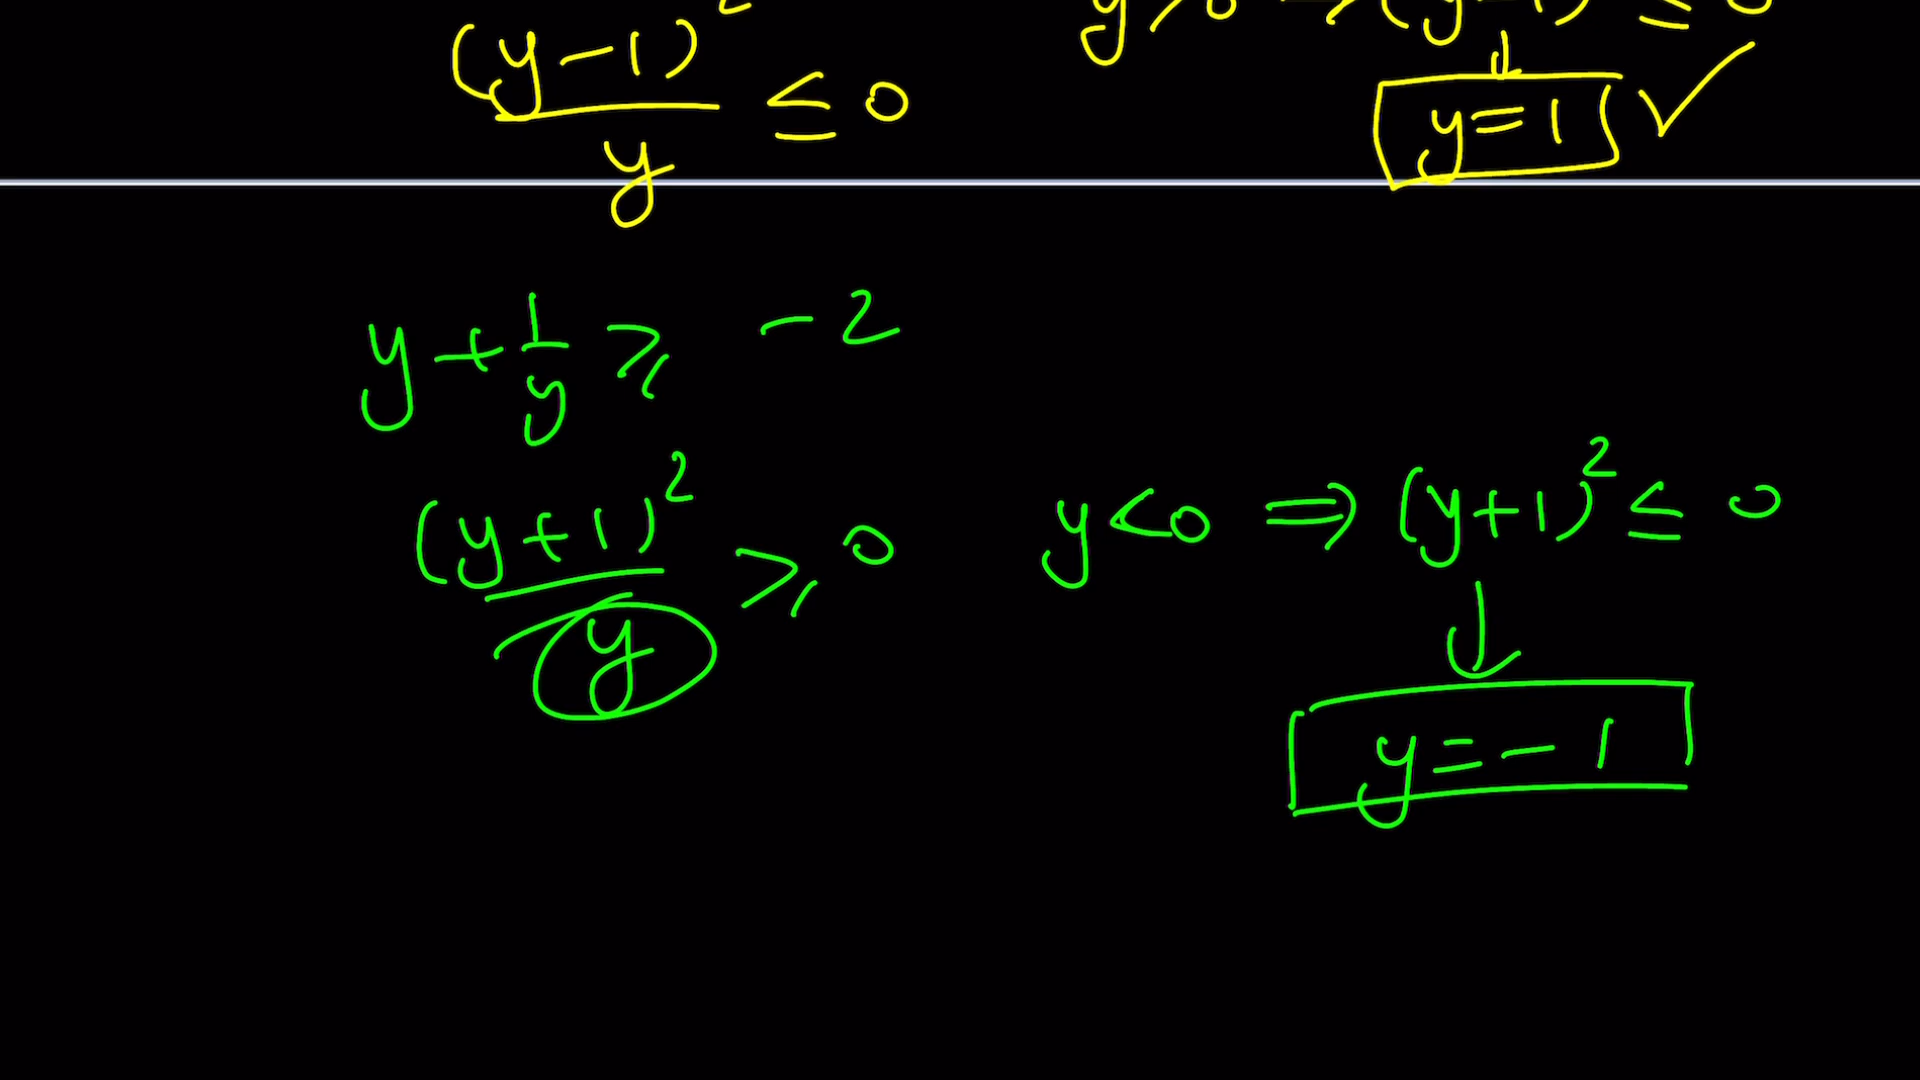 (y-1)²/y ≤ 0
y=1 ✓
y+1/y ≥ -2
(y+1)²/y ≥ 0
y<0 ⇒ (y+1)² ≤ 0
↓
y=-1